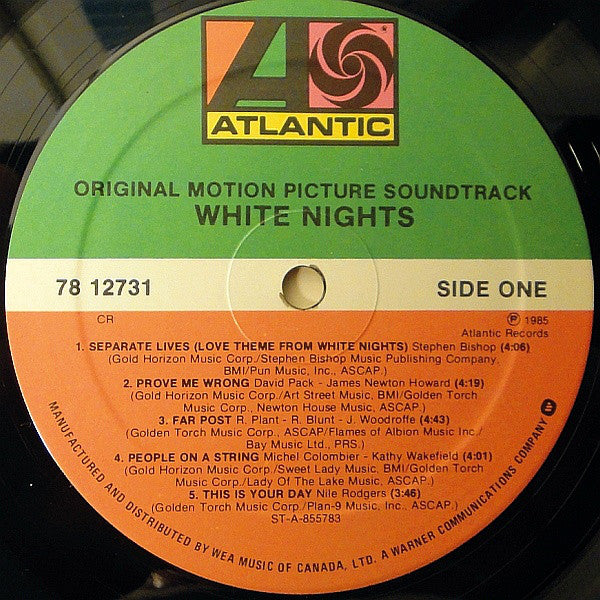 ATLANTIC
ORIGINAL MOTION PICTURE SOUNDTRACK
WHITE NIGHTS
78 12731
SIDE ONE
CR
℗ 1985
Atlantic Records
1. SEPARATE LIVES (LOVE THEME FROM WHITE NIGHTS) Stephen Bishop (4:06)
(Gold Horizon Music Corp./Stephen Bishop Music Publishing Company,
BMI/Pun Music, Inc., ASCAP.)
2. PROVE ME WRONG David Pack - James Newton Howard (4:19)
(Gold Horizon Music Corp./Art Street Music, BMI/Golden Torch
Music Corp., Newton House Music, ASCAP.)
3. FAR POST R. Plant - R. Blunt - J. Woodroffe (4:43)
(Golden Torch Music Corp., ASCAP/Flames of Albion Music Inc./
Bay Music Ltd., PRS.)
4. PEOPLE ON A STRING Michel Colombier - Kathy Wakefield (4:01)
(Gold Horizon Music Corp./Sweet Lady Music, BMI/Golden Torch
Music Corp./Lady Of The Lake Music, ASCAP.)
5. THIS IS YOUR DAY Nile Rodgers (3:46)
(Golden Torch Music Corp./Plan-9 Music, Inc., ASCAP.)
ST-A-855783
MANUFACTURED AND DISTRIBUTED BY WEA MUSIC OF CANADA, LTD. A WARNER COMMUNICATIONS COMPANY